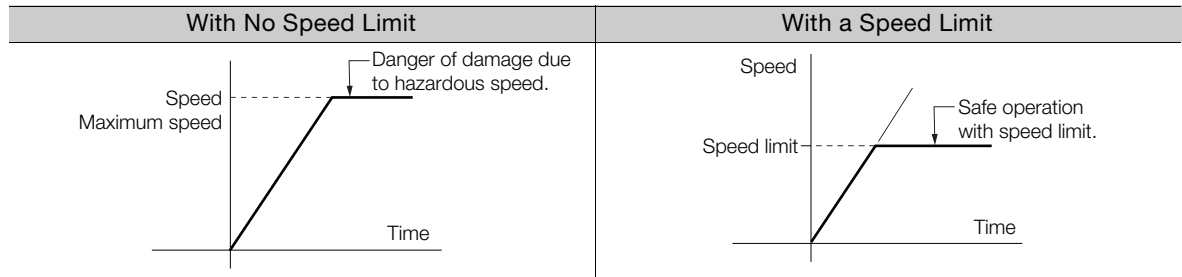 With No Speed Limit
Danger of damage due
to hazardous speed.
Speed
Maximum speed
Time
With a Speed Limit
Speed
Safe operation
with speed limit.
Speed limit
Time